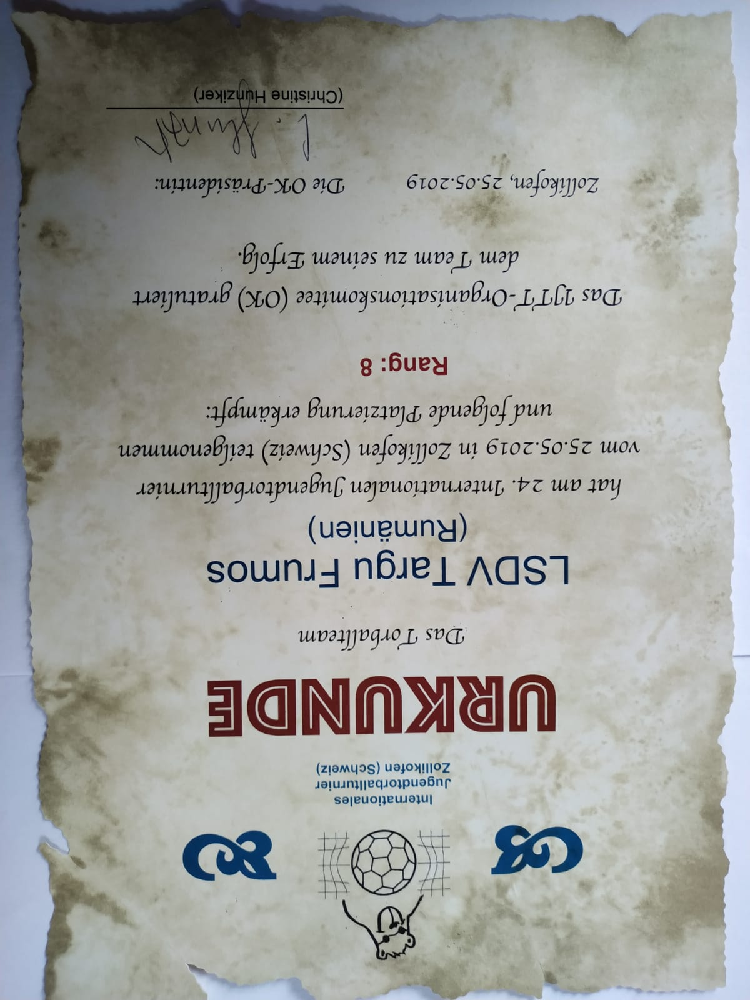 Internationales
Jugendtorballturnier
Zollikofen (Schweiz)
URKUNDE
Das Torballteam
LSDV Targu Frumos
(Rumänien)
hat am 24. Internationalen Jugendtorballturnier
vom 25.05.2019 in Zollikofen (Schweiz) teilgenommen
und folgende Platzierung erkämpft:
Rang: 8
Das IJTT-Organisationskomitee (OK) gratuliert
dem Team zu seinem Erfolg.
Zollikofen, 25.05.2019 Die OK-Präsidentin:
(Christine Hunziker)